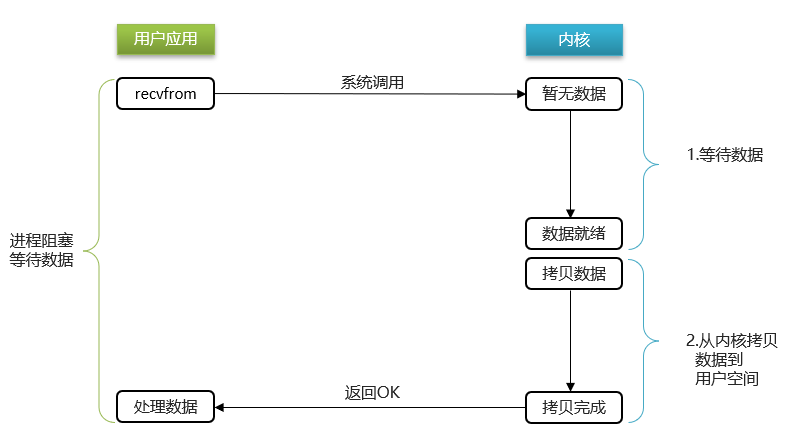 用户应用
内核
recvfrom
系统调用
暂无数据
1.等待数据
数据就绪
进程阻塞
等待数据
拷贝数据
2.从内核拷贝
数据到
用户空间
处理数据
返回OK
拷贝完成